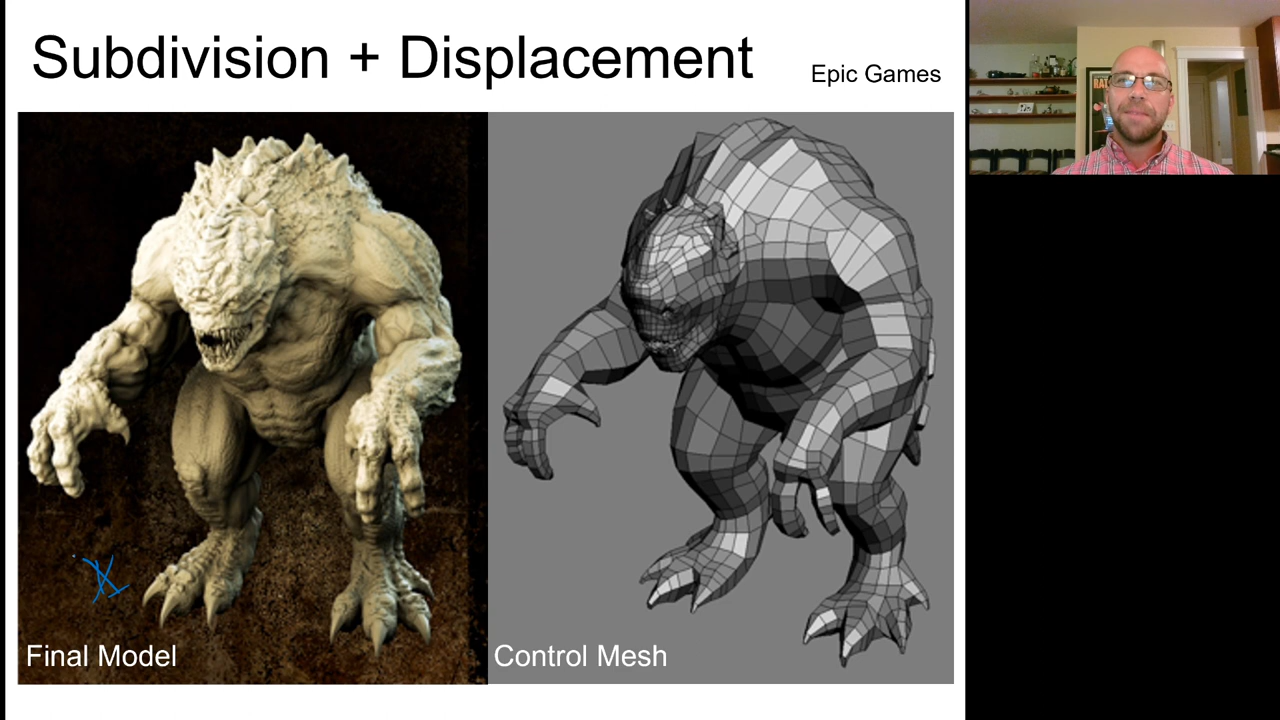 Subdivision + Displacement
Epic Games
Final Model
Control Mesh